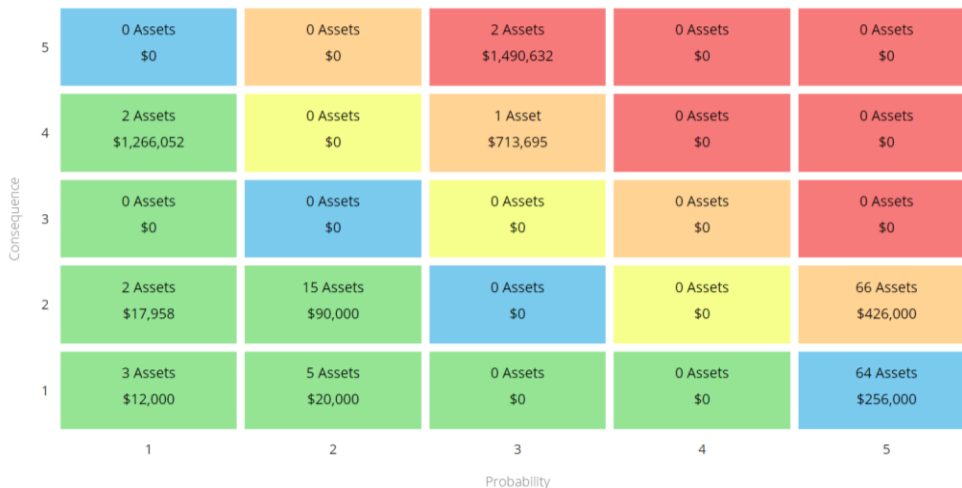 0 Assets 0 Assets 2 Assets 0 Assets 0 Assets
5
$0 $0 $1,490,632 $0 $0
2 Assets 0 Assets 1 Asset 0 Assets 0 Assets
4
$1,266,052 $0 $713,695 $0 $0
0 Assets 0 Assets 0 Assets 0 Assets 0 Assets
3
$0 $0 $0 $0 $0
Consequence
2 Assets 15 Assets 0 Assets 0 Assets 66 Assets
2
$17,958 $90,000 $0 $0 $426,000
3 Assets 5 Assets 0 Assets 0 Assets 64 Assets
1
$12,000 $20,000 $0 $0 $256,000
1 2 3 4 5
Probability